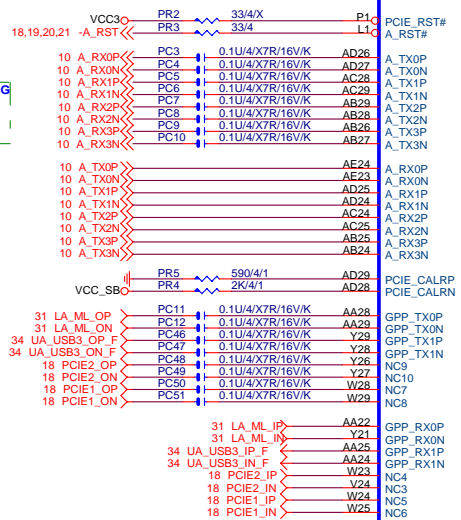 VCC3 PR2 33/4/X P1 PCIE_RST#
18,19,20,21 -A_RST PR3 33/4 L1 A_RST#
10 A_RX0P PC3 0.1U/4/X7R/16V/K AD26 A_TX0P
10 A_RX0N PC4 0.1U/4/X7R/16V/K AD27 A_TX0N
10 A_RX1P PC5 0.1U/4/X7R/16V/K AC28 A_TX1P
G
10 A_RX1N PC6 0.1U/4/X7R/16V/K AC29 A_TX1N
10 A_RX2P PC7 0.1U/4/X7R/16V/K AB29 A_TX2P
10 A_RX2N PC8 0.1U/4/X7R/16V/K AB28 A_TX2N
10 A_RX3P PC9 0.1U/4/X7R/16V/K AB26 A_TX3P
10 A_RX3N PC10 0.1U/4/X7R/16V/K AB27 A_TX3N
10 A_TX0P AE24 A_RX0P
10 A_TX0N AE23 A_RX0N
10 A_TX1P AD25 A_RX1P
10 A_TX1N AD24 A_RX1N
10 A_TX2P AC24 A_RX2P
10 A_TX2N AC25 A_RX2N
10 A_TX3P AB25 A_RX3P
10 A_TX3N AB24 A_RX3N
PR5 590/4/1 AD29 PCIE_CALRP
VCC_SB PR4 2K/4/1 AD28 PCIE_CALRN
31 LA_ML_OP PC11 0.1U/4/X7R/16V/K AA28 GPP_TX0P
31 LA_ML_ON PC12 0.1U/4/X7R/16V/K AA29 GPP_TX0N
34 UA_USB3_OP_F PC46 0.1U/4/X7R/16V/K Y29 GPP_TX1P
34 UA_USB3_ON_F PC47 0.1U/4/X7R/16V/K Y28 GPP_TX1N
18 PCIE2_OP PC48 0.1U/4/X7R/16V/K Y26 NC9
18 PCIE2_ON PC49 0.1U/4/X7R/16V/K Y27 NC10
18 PCIE1_OP PC50 0.1U/4/X7R/16V/K W28 NC7
18 PCIE1_ON PC51 0.1U/4/X7R/16V/K W29 NC8
31 LA_ML_IP AA22 GPP_RX0P
31 LA_ML_IN Y21 GPP_RX0N
34 UA_USB3_IP_F AA25 GPP_RX1P
34 UA_USB3_IN_F AA24 GPP_RX1N
18 PCIE2_IP W23 NC4
18 PCIE2_IN V24 NC3
18 PCIE1_IP W24 NC5
18 PCIE1_IN W25 NC6